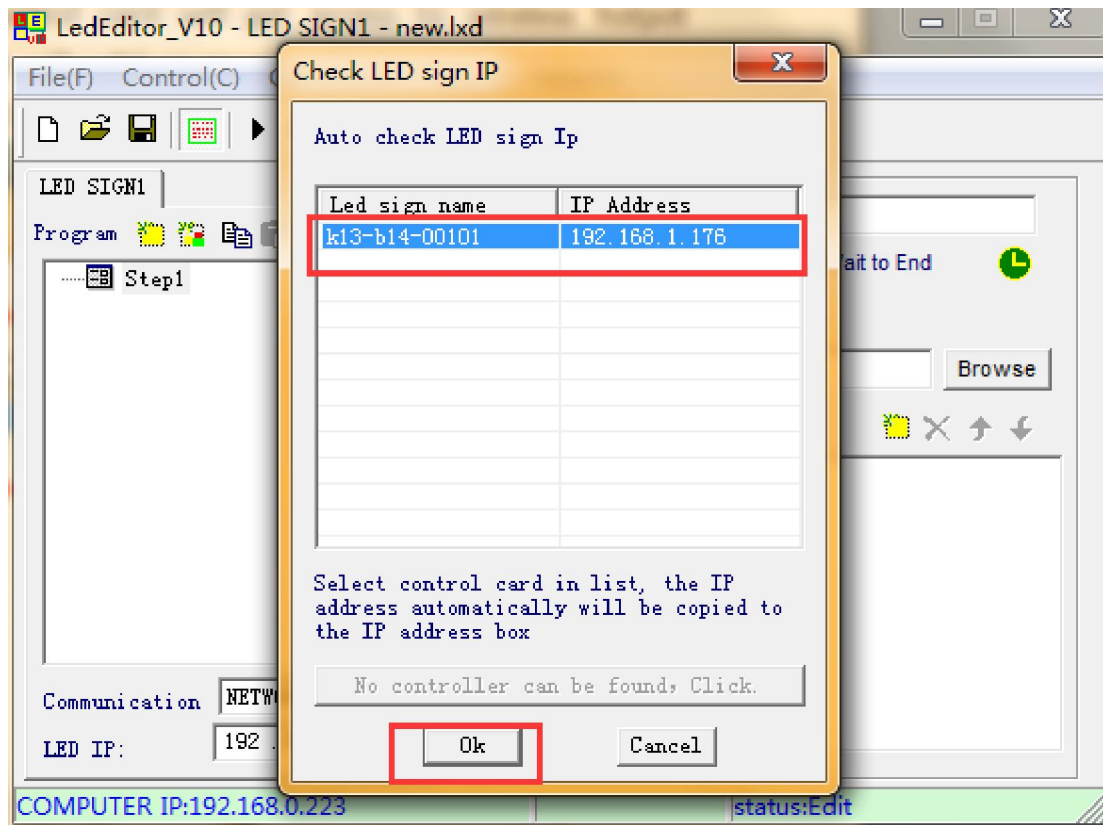 LedEditor_V10 - LED SIGN1 - new.lxd
File(F) Control(C)
Check LED sign IP
Auto check LED sign Ip
Led sign name IP Address
k13-b14-00101 192.168.1.176
LED SIGN1
Program
Step1
Wait to End
Browse
Select control card in list, the IP
address automatically will be copied to
the IP address box
No controller can be found, Click.
Communication
LED IP: 192 .
Ok Cancel
COMPUTER IP:192.168.0.223 status:Edit